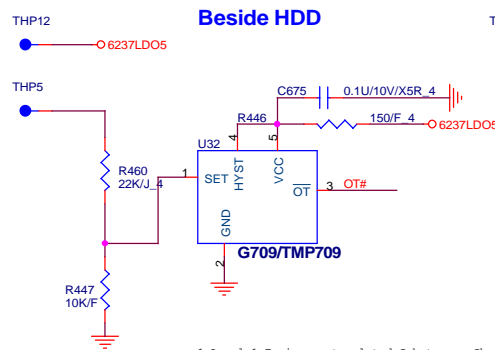 Beside HDD
THP12
6237LDO5
THP5
C675
0.1U/10V/X5R_4
R446
150/F_4
6237LDO5
U32
4
5
R460
22K/J_4
1
SET
HYST
VCC
OT
3
OT#
GND
2
G709/TMP709
R447
10K/F